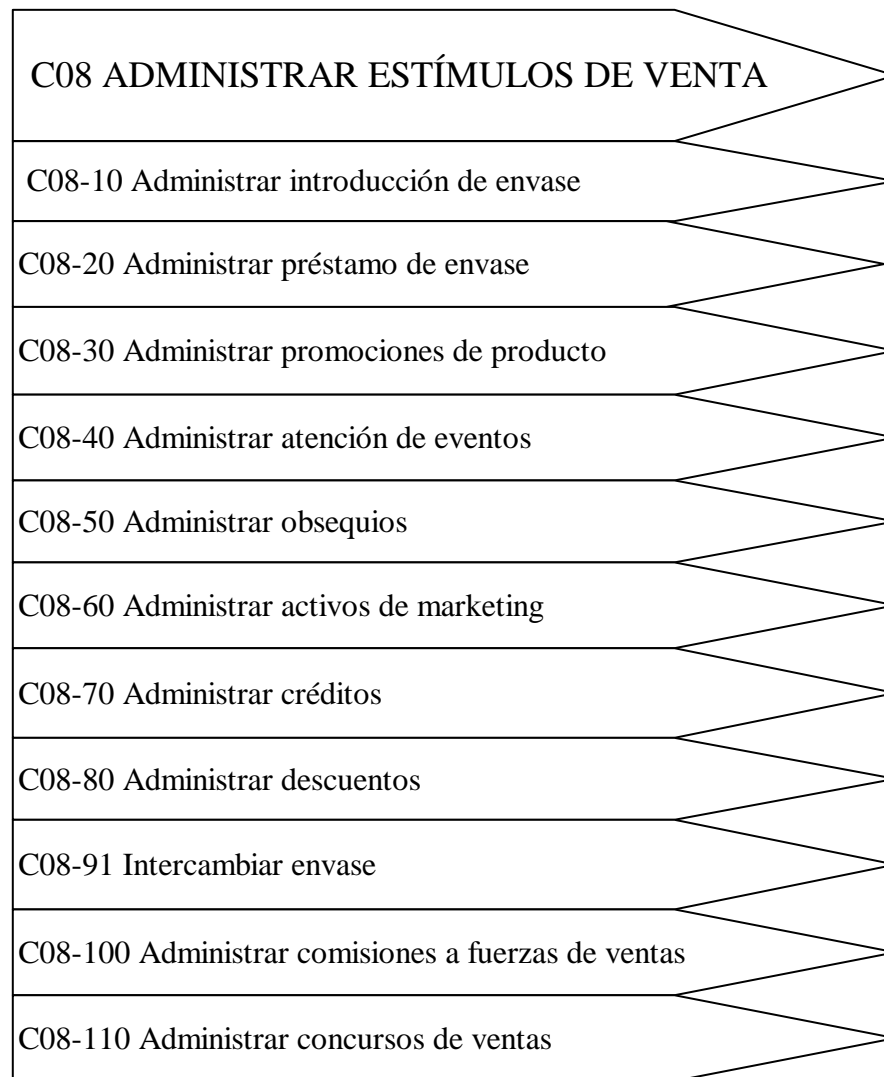 C08 ADMINISTRAR ESTÍMULOS DE VENTA
C08-10 Administrar introducción de envase
C08-20 Administrar préstamo de envase
C08-30 Administrar promociones de producto
C08-40 Administrar atención de eventos
C08-50 Administrar obsequios
C08-60 Administrar activos de marketing
C08-70 Administrar créditos
C08-80 Administrar descuentos
C08-91 Intercambiar envase
C08-100 Administrar comisiones a fuerzas de ventas
C08-110 Administrar concursos de ventas